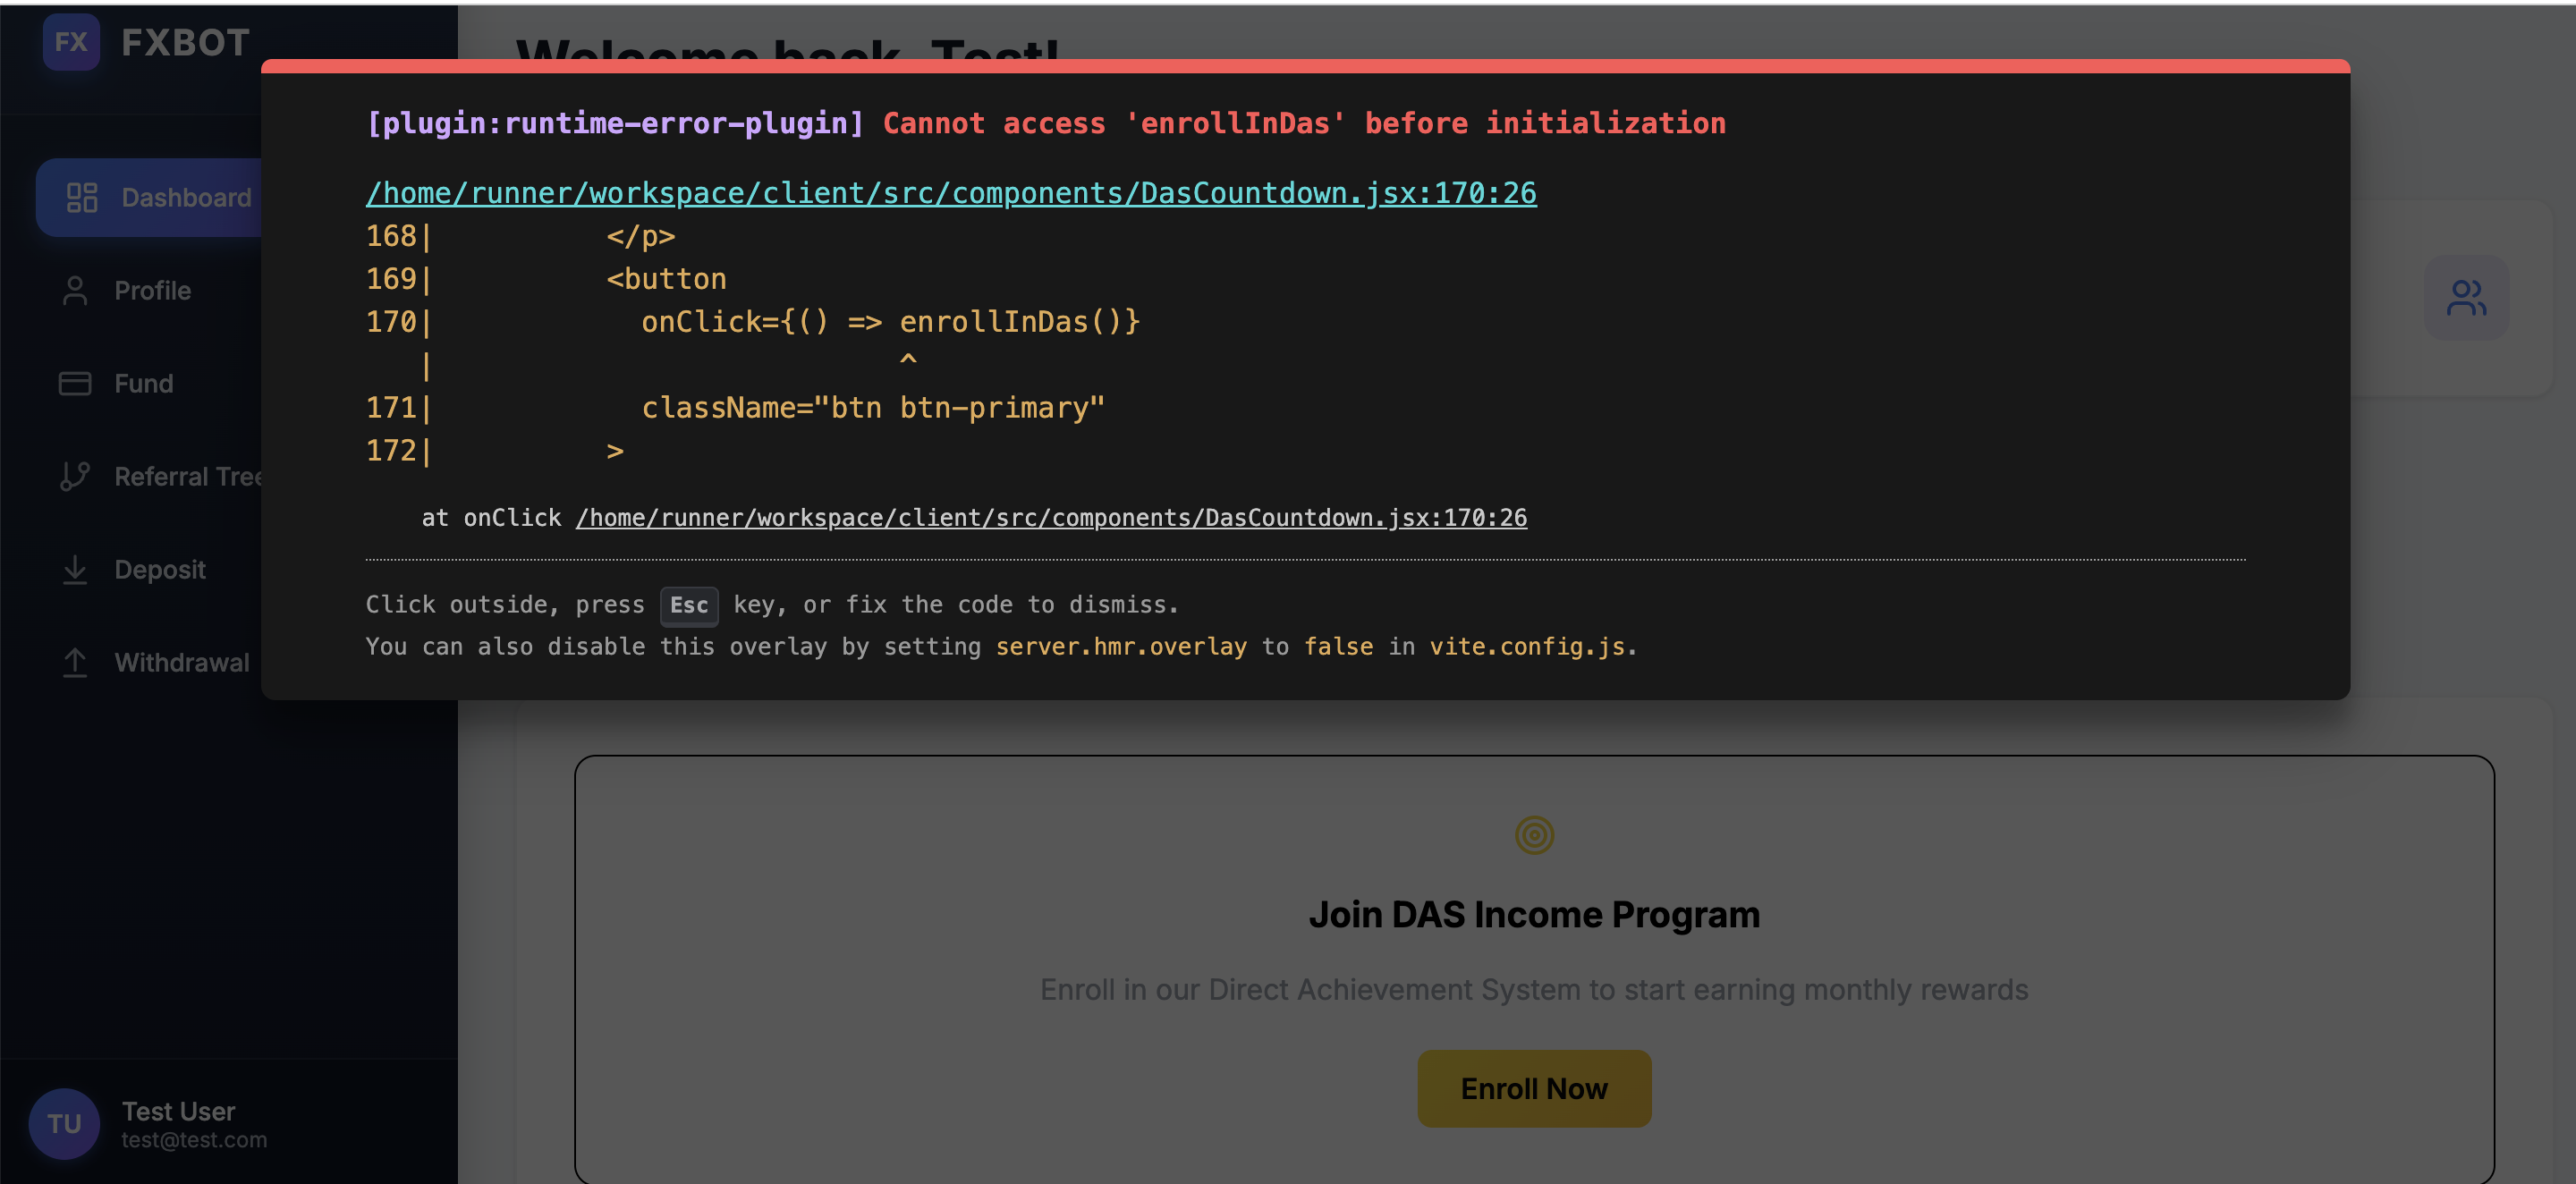 FX FXBOT
Welcome back, Test!
Dashboard
Profile
Fund
Referral Tree
Deposit
Withdrawal
[plugin:runtime-error-plugin] Cannot access 'enrollInDas' before initialization
/home/runner/workspace/client/src/components/DasCountdown.jsx:170:26
168|          </p>
169|          <button
170|            onClick={() => enrollInDas()}
   |                           ^
171|            className="btn btn-primary"
172|          >
at onClick /home/runner/workspace/client/src/components/DasCountdown.jsx:170:26
Click outside, press Esc key, or fix the code to dismiss.
You can also disable this overlay by setting server.hmr.overlay to false in vite.config.js.
Join DAS Income Program
Enroll in our Direct Achievement System to start earning monthly rewards
Enroll Now
TU
Test User
test@test.com